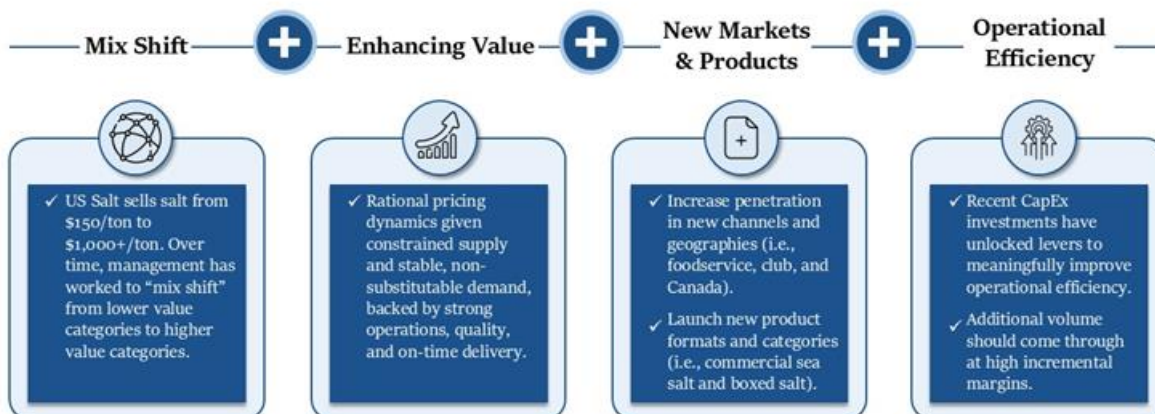 Mix Shift
Enhancing Value
New Markets
& Products
Operational
Efficiency
✓ US Salt sells salt from
$150/ton to
$1,000+/ton. Over
time, management has
worked to “mix shift”
from lower value
categories to higher
value categories.
✓ Rational pricing
dynamics given
constrained supply
and stable, non-
substitutable demand,
backed by strong
operations, quality,
and on-time delivery.
✓ Increase penetration
in new channels and
geographies (i.e.,
foodservice, club, and
Canada).
✓ Launch new product
formats and categories
(i.e., commercial sea
salt and boxed salt).
✓ Recent CapEx
investments have
unlocked levers to
meaningfully improve
operational efficiency.
✓ Additional volume
should come through
at high incremental
margins.